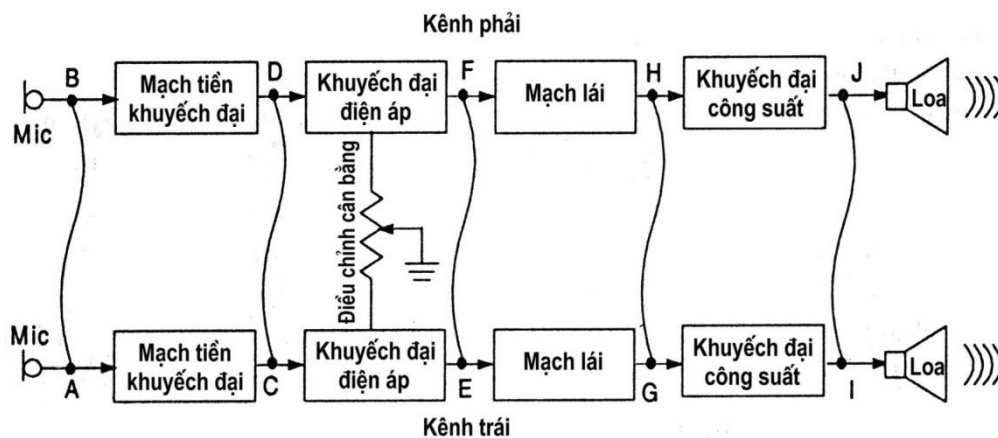 Kênh phải
B
D
F
H
J
Mic
Mạch tiền
khuyếch đại
Khuyếch đại
điện áp
Mạch lái
Khuyếch đại
công suất
Loa
Điều chỉnh cân bằng
Mic
A
Mạch tiền
khuyếch đại
C
Khuyếch đại
điện áp
E
Mạch lái
G
Khuyếch đại
công suất
I
Loa
Kênh trái